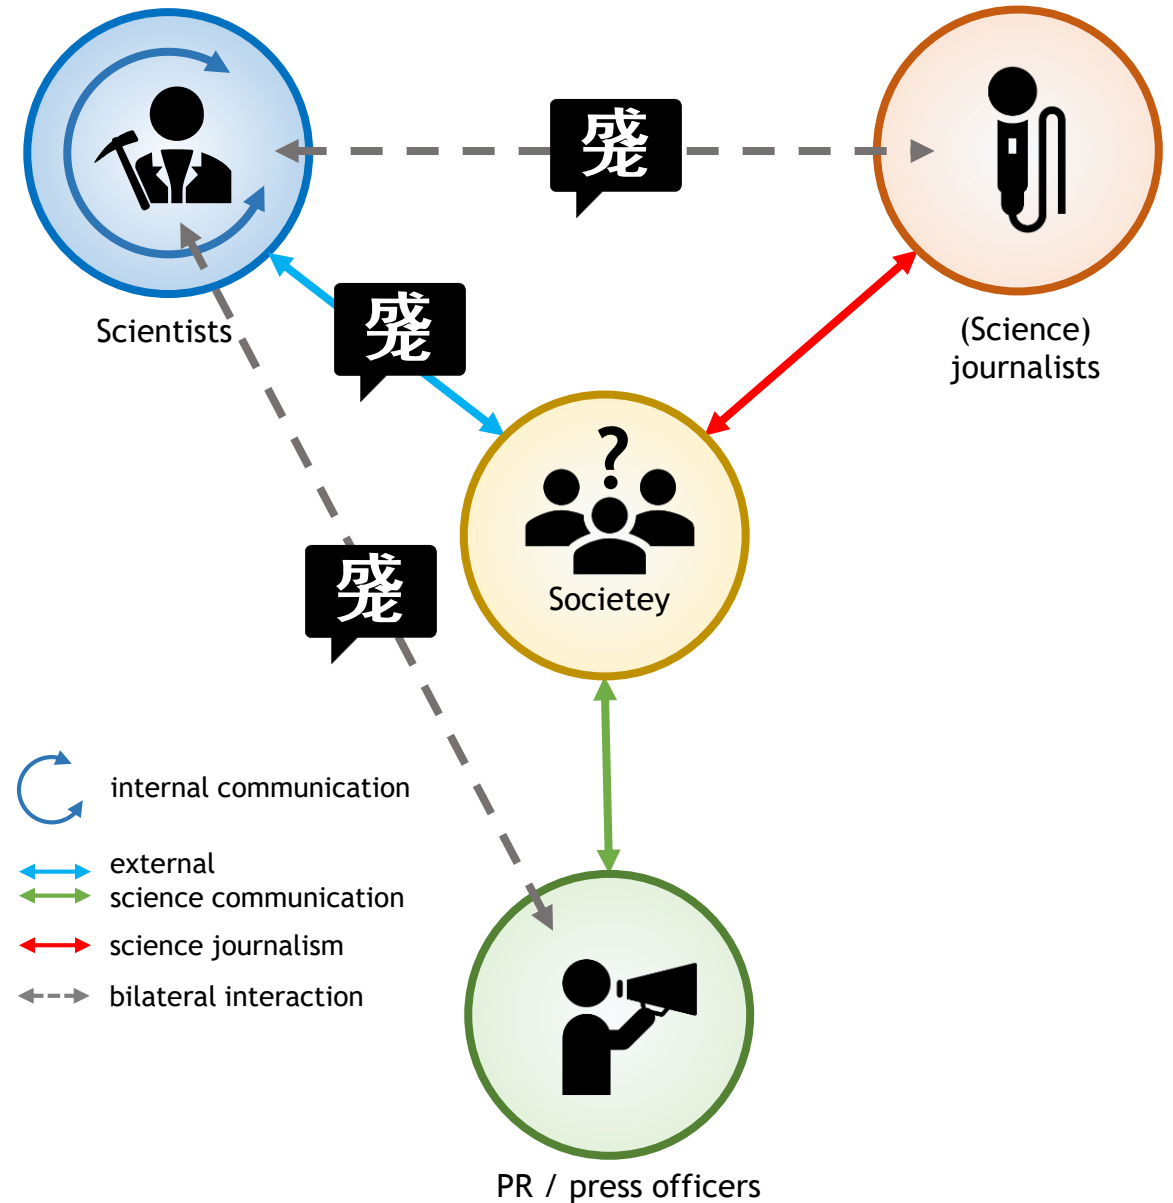 Scientists
(Science)
journalists
?
Societey
internal communication
external
science communication
science journalism
bilateral interaction
PR / press officers